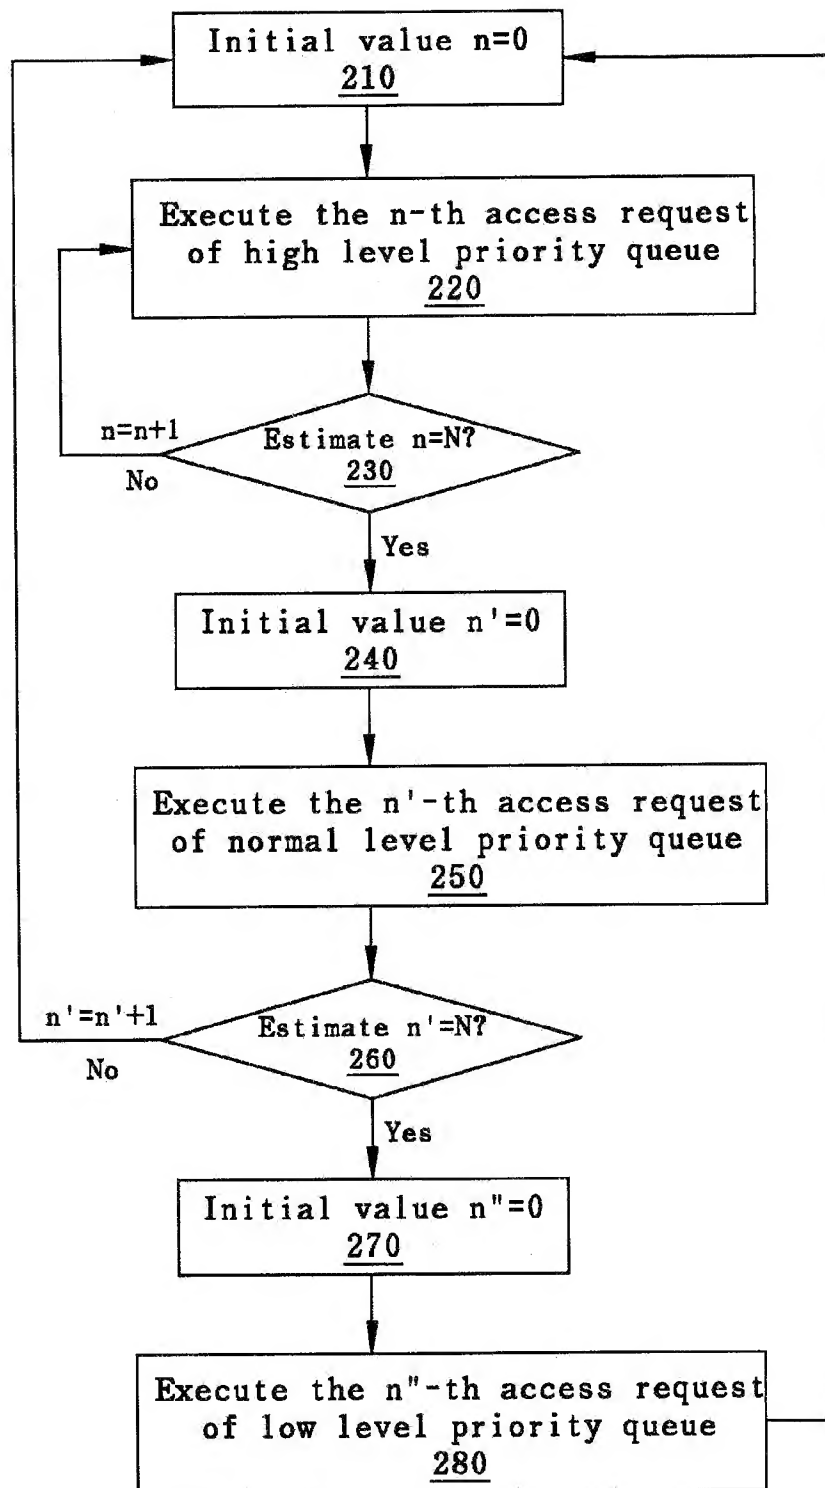 Initial value n=0
210
Execute the n-th access request
of high level priority queue
220
n=n+1
Estimate n=N?
230
No
Yes
Initial value n'=0
240
Execute the n'-th access request
of normal level priority queue
250
n'=n'+1
Estimate n'=N?
260
No
Yes
Initial value n"=0
270
Execute the n"-th access request
of low level priority queue
280